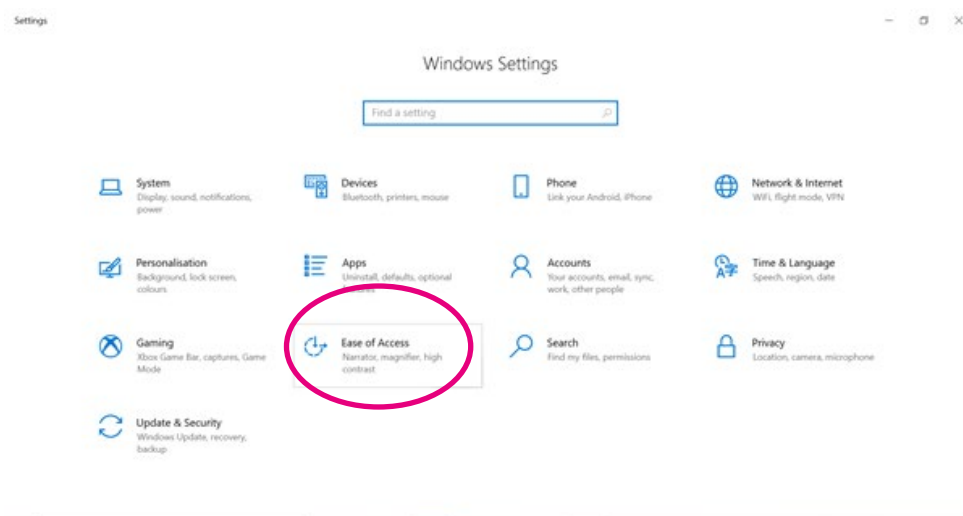 Settings
Windows Settings
Find a setting
System
Display, sound, notifications,
power
Devices
Bluetooth, printers, mouse
Phone
Link your Android, iPhone
Network & Internet
WiFi, flight mode, VPN
Personalisation
Background, lock screen,
colours
Apps
Uninstall, defaults, optional
features
Accounts
Your accounts, email, sync,
work, other people
Time & Language
Speech, region, date
Gaming
Xbox Game Bar, captures, Game
Mode
Ease of Access
Narrator, magnifier, high
contrast
Search
Find my files, permissions
Privacy
Location, camera, microphone
Update & Security
Windows Update, recovery,
backup